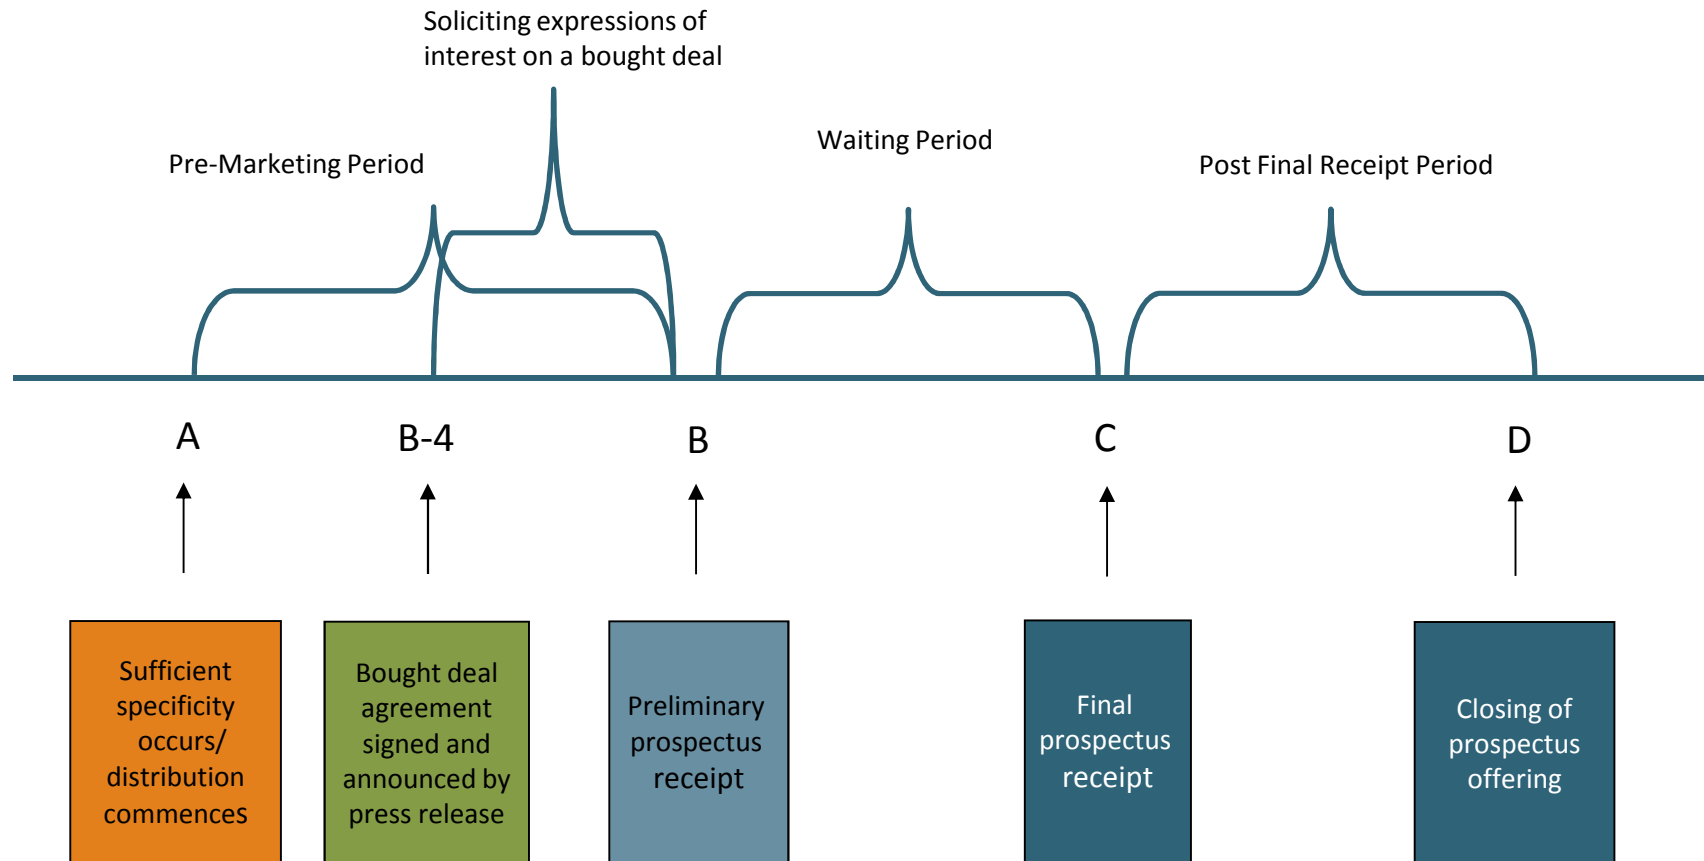 Soliciting expressions of
interest on a bought deal
Pre-Marketing Period
Waiting Period
Post Final Receipt Period
A
B-4
B
C
D
Sufficient
specificity
occurs/
distribution
commences
Bought deal
agreement
signed and
announced by
press release
Preliminary
prospectus
receipt
Final
prospectus
receipt
Closing of
prospectus
offering